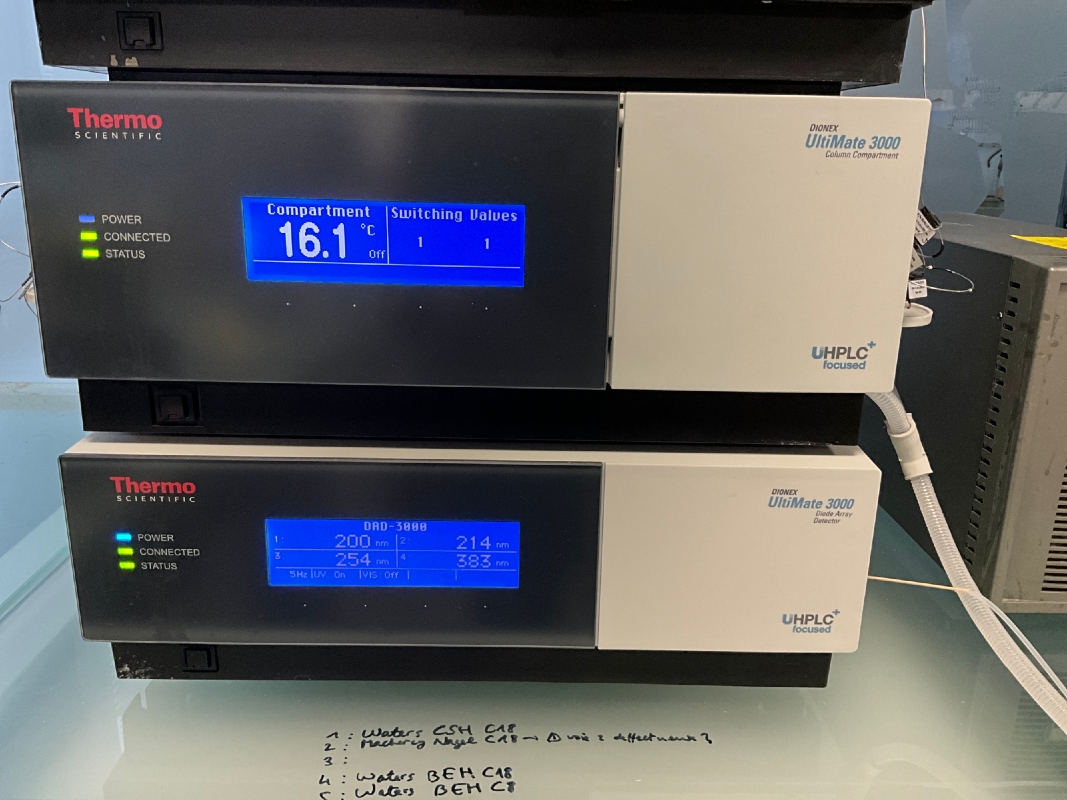 Thermo
SCIENTIFIC
DIONEX
UltiMate 3000
Column Compartment
POWER
CONNECTED
STATUS
Compartment
16.1 °C
Off
Switching Valves
1 1
UHPLC+
focused
Thermo
SCIENTIFIC
DIONEX
UltiMate 3000
Diode Array
Detector
POWER
CONNECTED
STATUS
DAD-3000
1: 200 nm 2: 214 nm
3 254 nm 4 383 nm
5Hz UV On VIS Off
UHPLC+
focused
1 : Waters CSH C18
2 : Macherey Nagel C18 → ⚠ voie 2
3 :
4 : Waters BEH C18
5 : Waters BEH C8